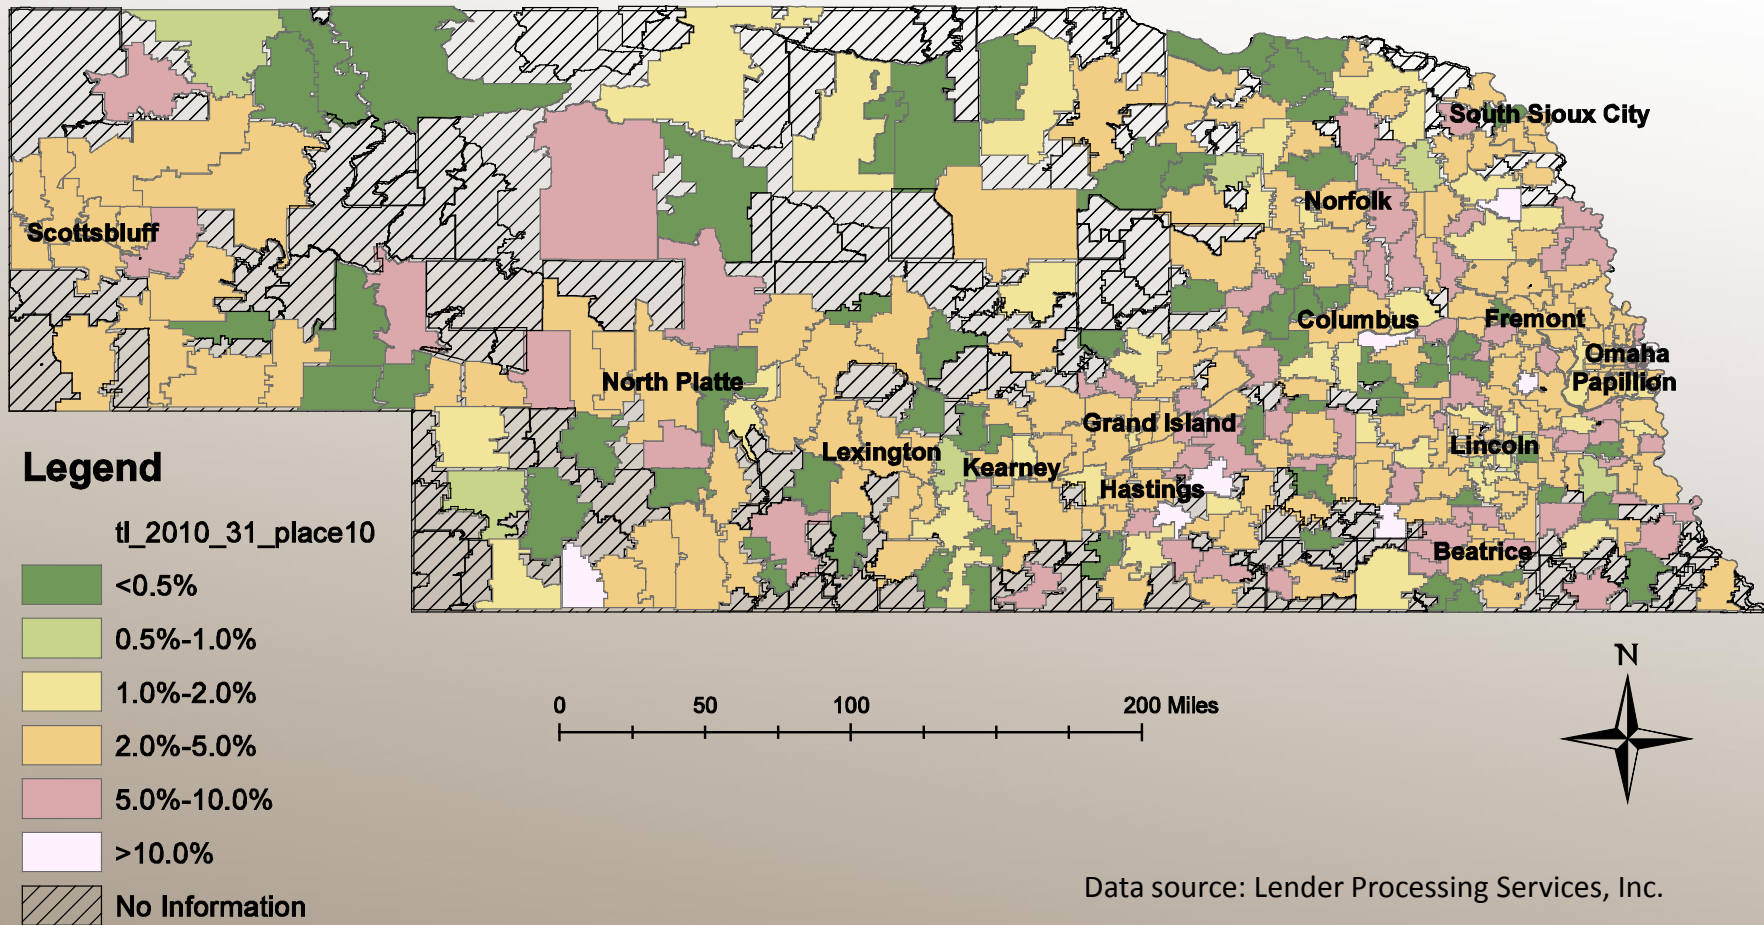 South Sioux City
Norfolk
Scottsbluff
Columbus
Fremont
Omaha
Papillion
North Platte
Grand Island
Lexington
Kearney
Lincoln
Hastings
Beatrice
Legend
tl_2010_31_place10
<0.5%
0.5%-1.0%
1.0%-2.0%
2.0%-5.0%
5.0%-10.0%
>10.0%
No Information
0 50 100 200 Miles
N
Data source: Lender Processing Services, Inc.